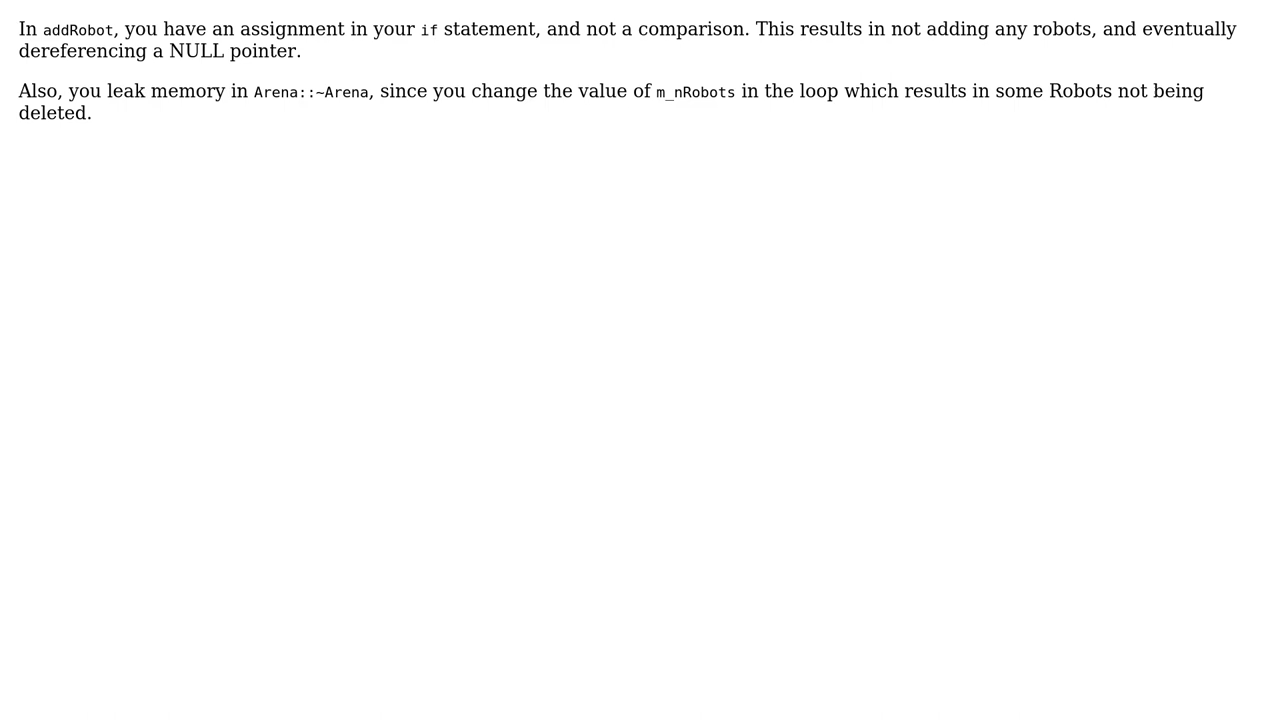 In addRobot, you have an assignment in your if statement, and not a comparison. This results in not adding any robots, and eventually
dereferencing a NULL pointer.
Also, you leak memory in Arena::~Arena, since you change the value of m_nRobots in the loop which results in some Robots not being
deleted.